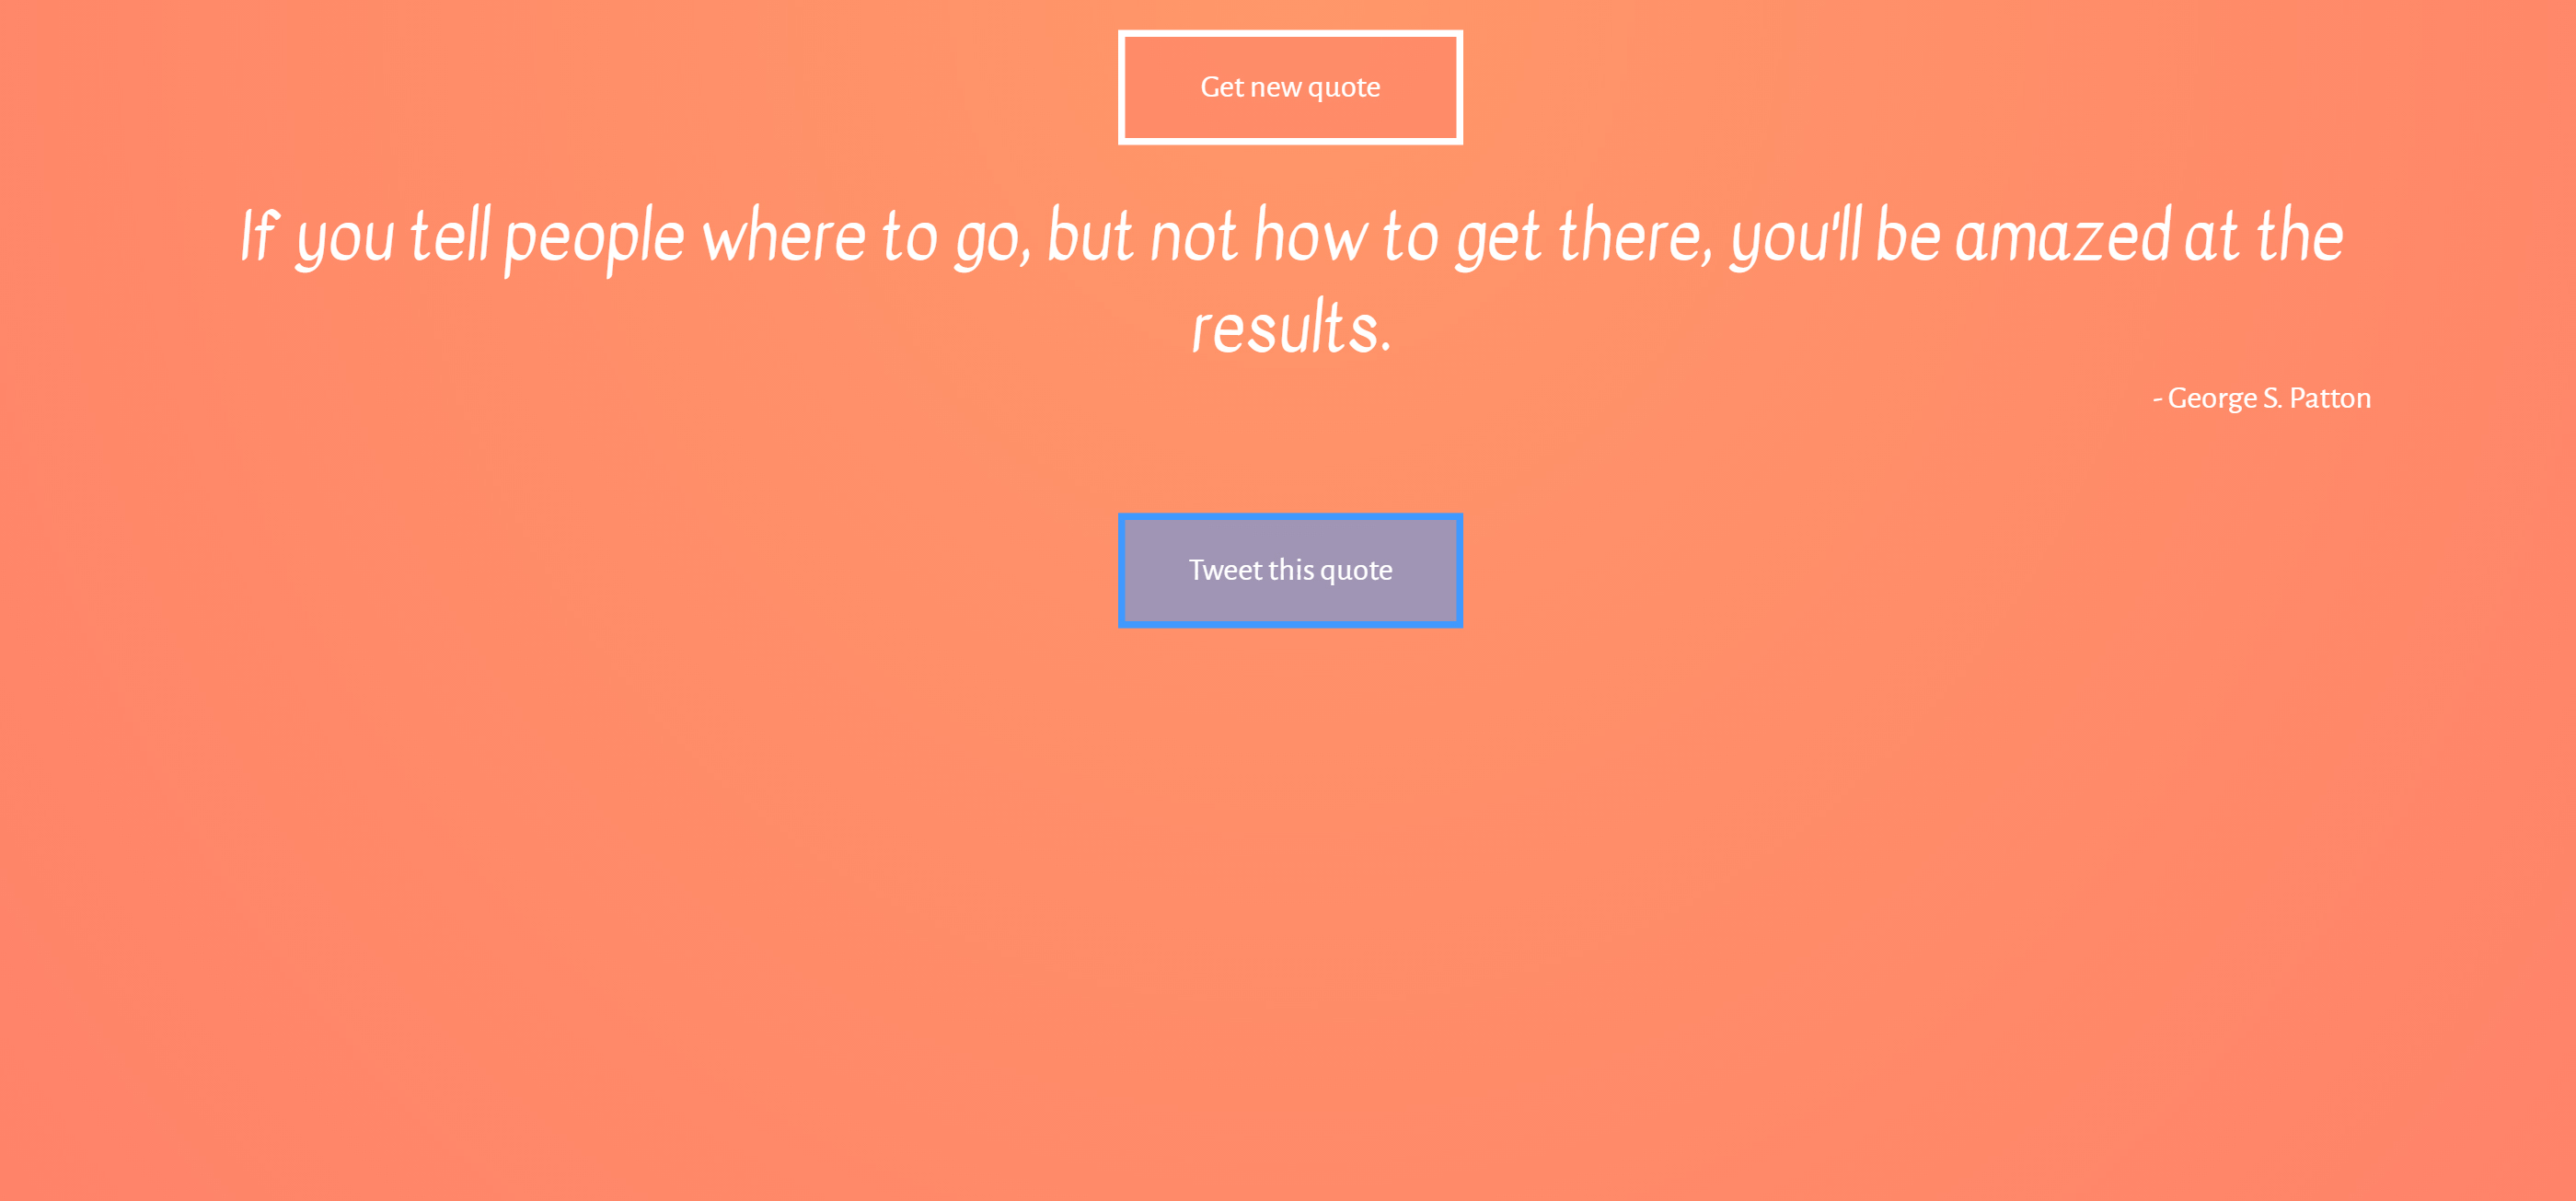 Get new quote
If you tell people where to go, but not how to get there, you'll be amazed at the
results.
- George S. Patton
Tweet this quote